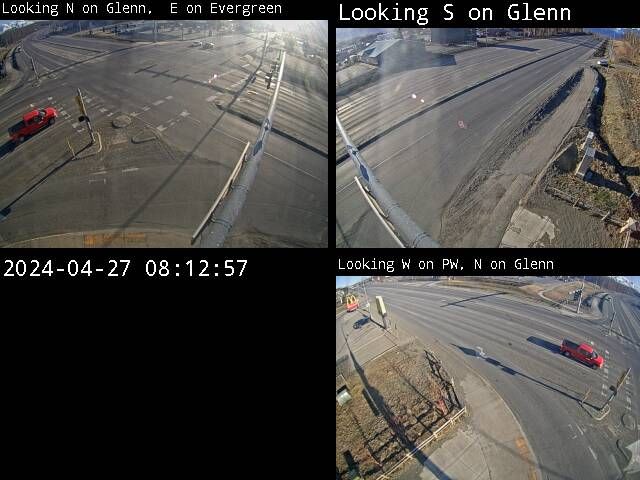 Looking N on Glenn,  E on Evergreen
Looking S on Glenn
2024-04-27 08:12:57
Looking W on PW, N on Glenn